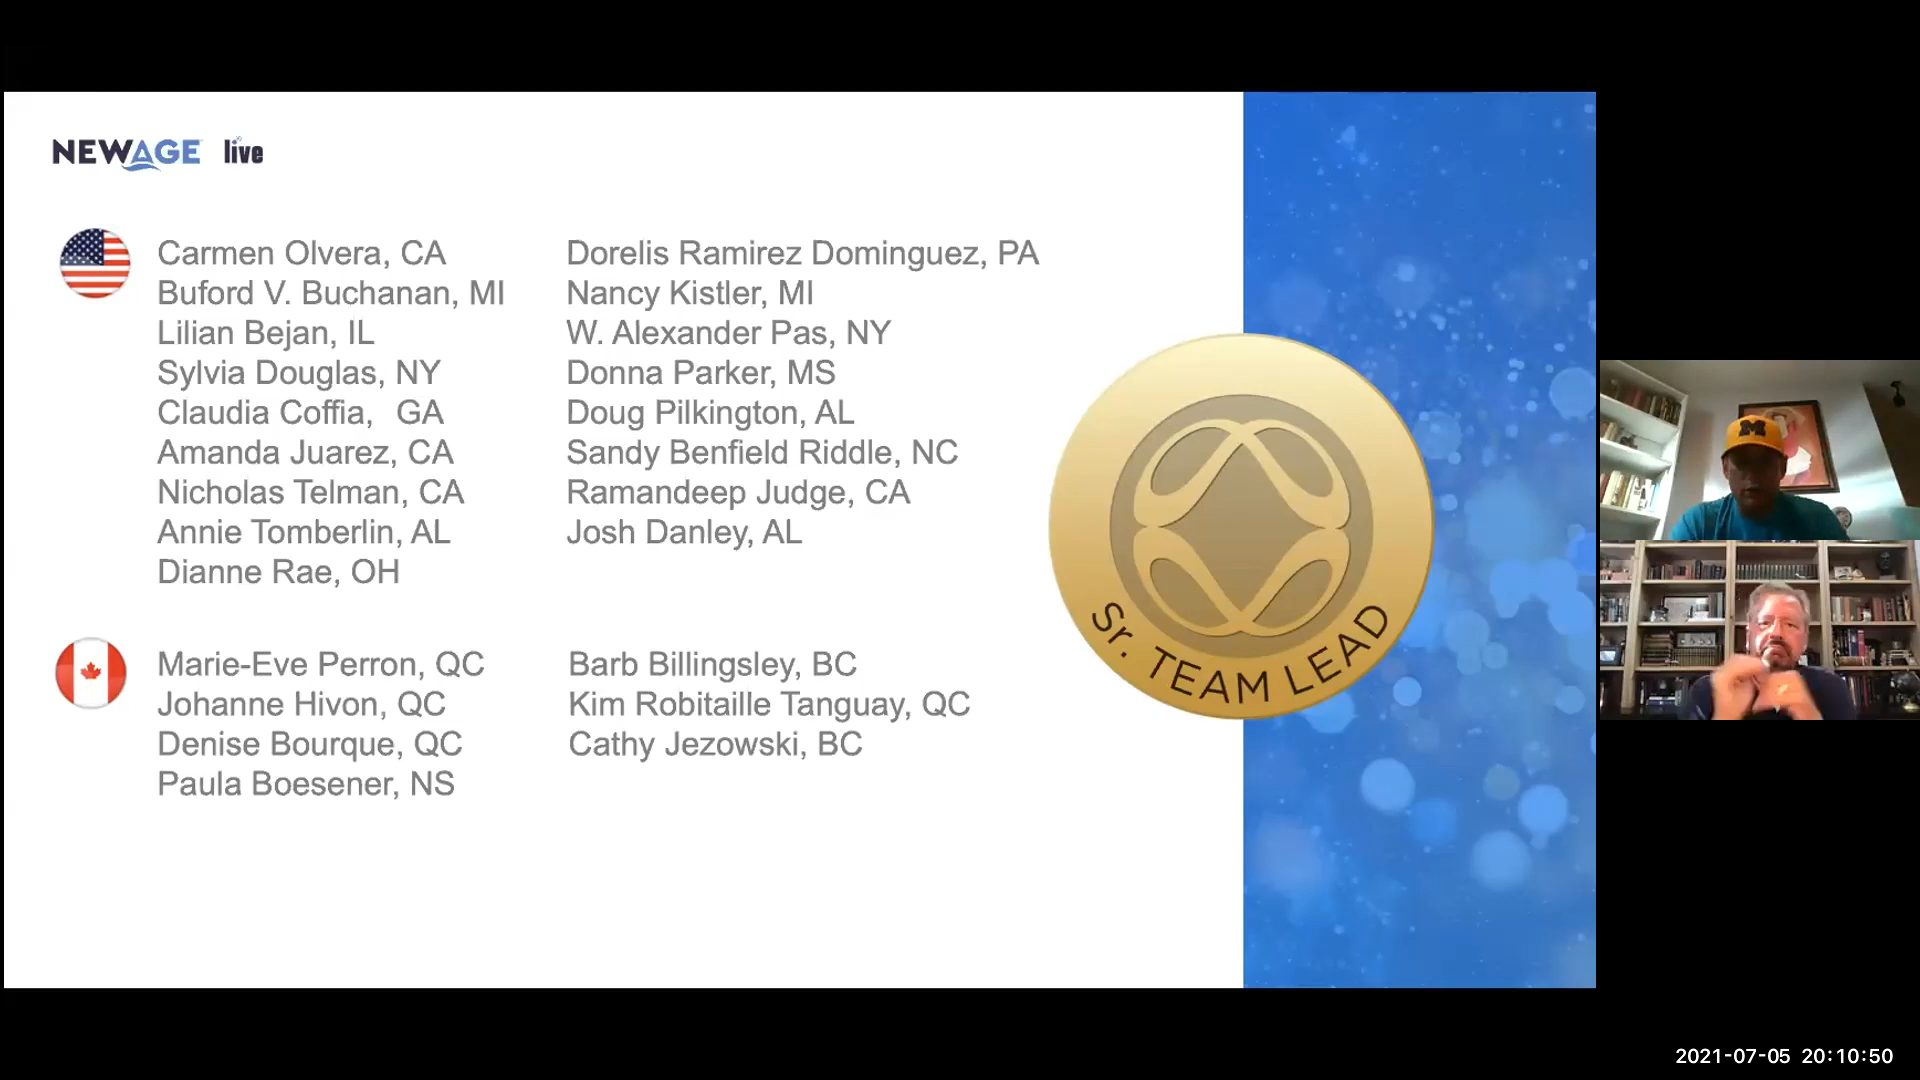 NEWAGE live
Carmen Olvera, CA
Buford V. Buchanan, MI
Lilian Bejan, IL
Sylvia Douglas, NY
Claudia Coffia, GA
Amanda Juarez, CA
Nicholas Telman, CA
Annie Tomberlin, AL
Dianne Rae, OH
Dorelis Ramirez Dominguez, PA
Nancy Kistler, MI
W. Alexander Pas, NY
Donna Parker, MS
Doug Pilkington, AL
Sandy Benfield Riddle, NC
Ramandeep Judge, CA
Josh Danley, AL
Marie-Eve Perron, QC
Johanne Hivon, QC
Denise Bourque, QC
Paula Boesener, NS
Barb Billingsley, BC
Kim Robitaille Tanguay, QC
Cathy Jezowski, BC
Sr. TEAM LEAD
M
2021-07-05 20:10:50